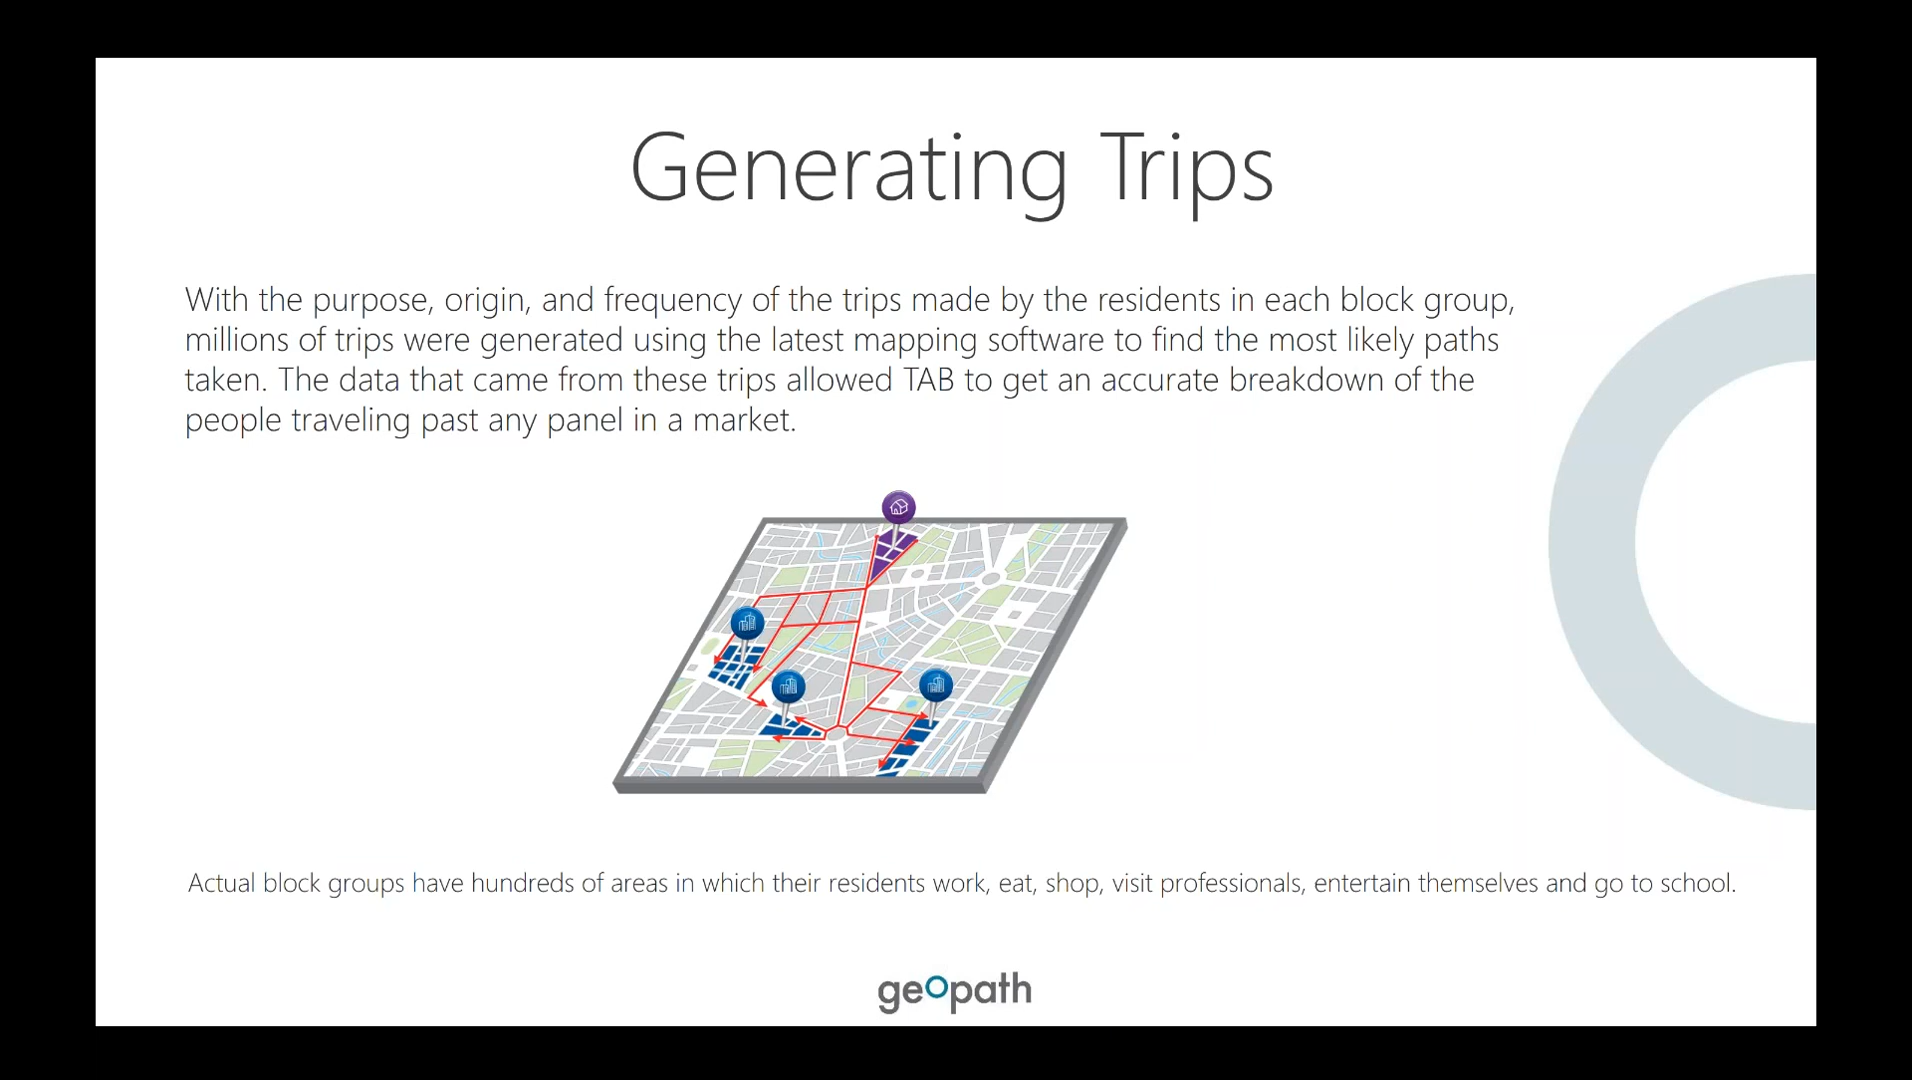 Generating Trips
With the purpose, origin, and frequency of the trips made by the residents in each block group,
millions of trips were generated using the latest mapping software to find the most likely paths
taken. The data that came from these trips allowed TAB to get an accurate breakdown of the
people traveling past any panel in a market.
Actual block groups have hundreds of areas in which their residents work, eat, shop, visit professionals, entertain themselves and go to school.
geopath